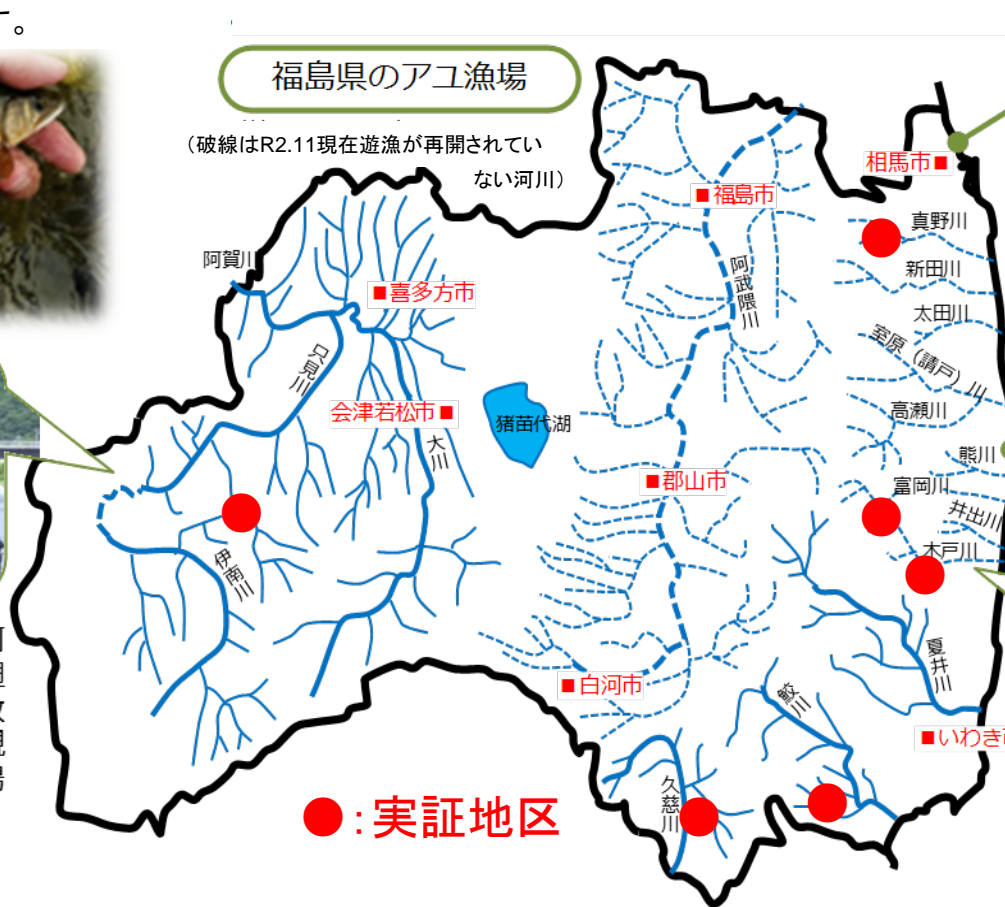 す。
福島県のアユ漁場
（破線はR2.11現在遊漁が再開されてい
ない河川）
相馬市■
■福島市
真野川
阿賀川
新田川
阿武隈川
■喜多方市
太田川
只見川
室原（請戸）川
会津若松市■
猪苗代湖
高瀬川
大川
熊川
■郡山市
富岡川
井出川
木戸川
伊南川
夏井川
■白河市
鮫川
■いわき
久慈川
●:実証地区